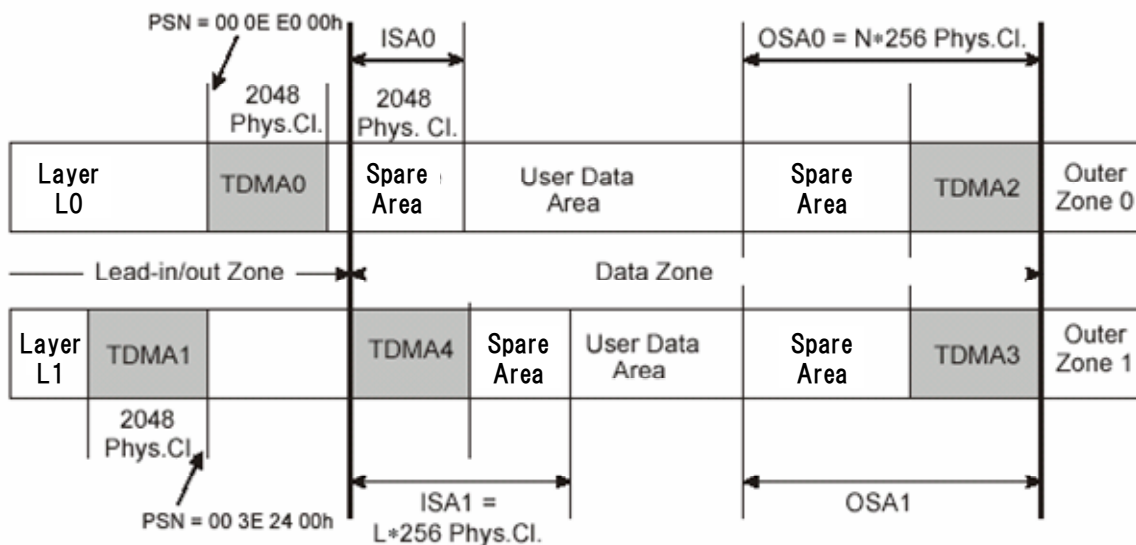 PSN = 00 0E E0 00h
ISA0
OSA0 = N*256 Phys.Cl.
2048
Phys.Cl.
2048
Phys. Cl.
Layer
L0
TDMA0
Spare
Area
User Data
Area
Spare
Area
TDMA2
Outer
Zone 0
Lead-in/out Zone
Data Zone
Layer
L1
TDMA1
TDMA4
Spare
Area
User Data
Area
Spare
Area
TDMA3
Outer
Zone 1
2048
Phys.Cl.
ISA1 =
L*256 Phys.Cl.
OSA1
PSN = 00 3E 24 00h